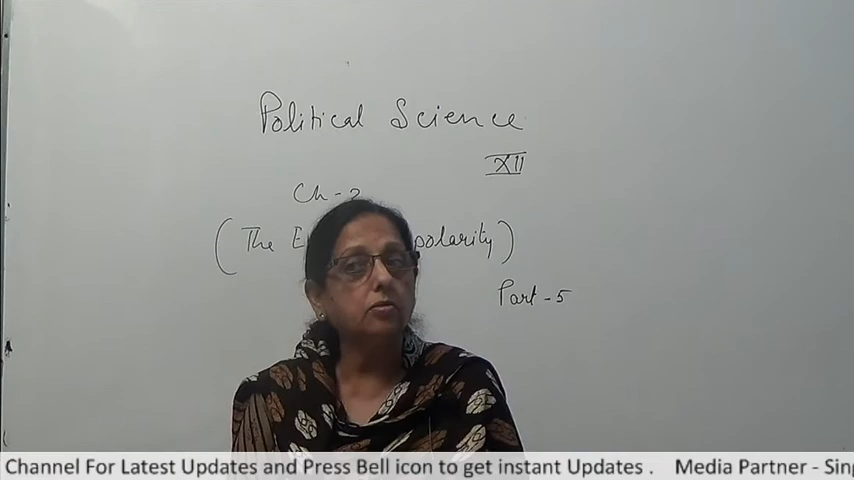 Political Science
XII
Ch - 2
(The E polarity)
Part - 5
Channel For Latest Updates and Press Bell icon to get instant Updates . Media Partner - Sing